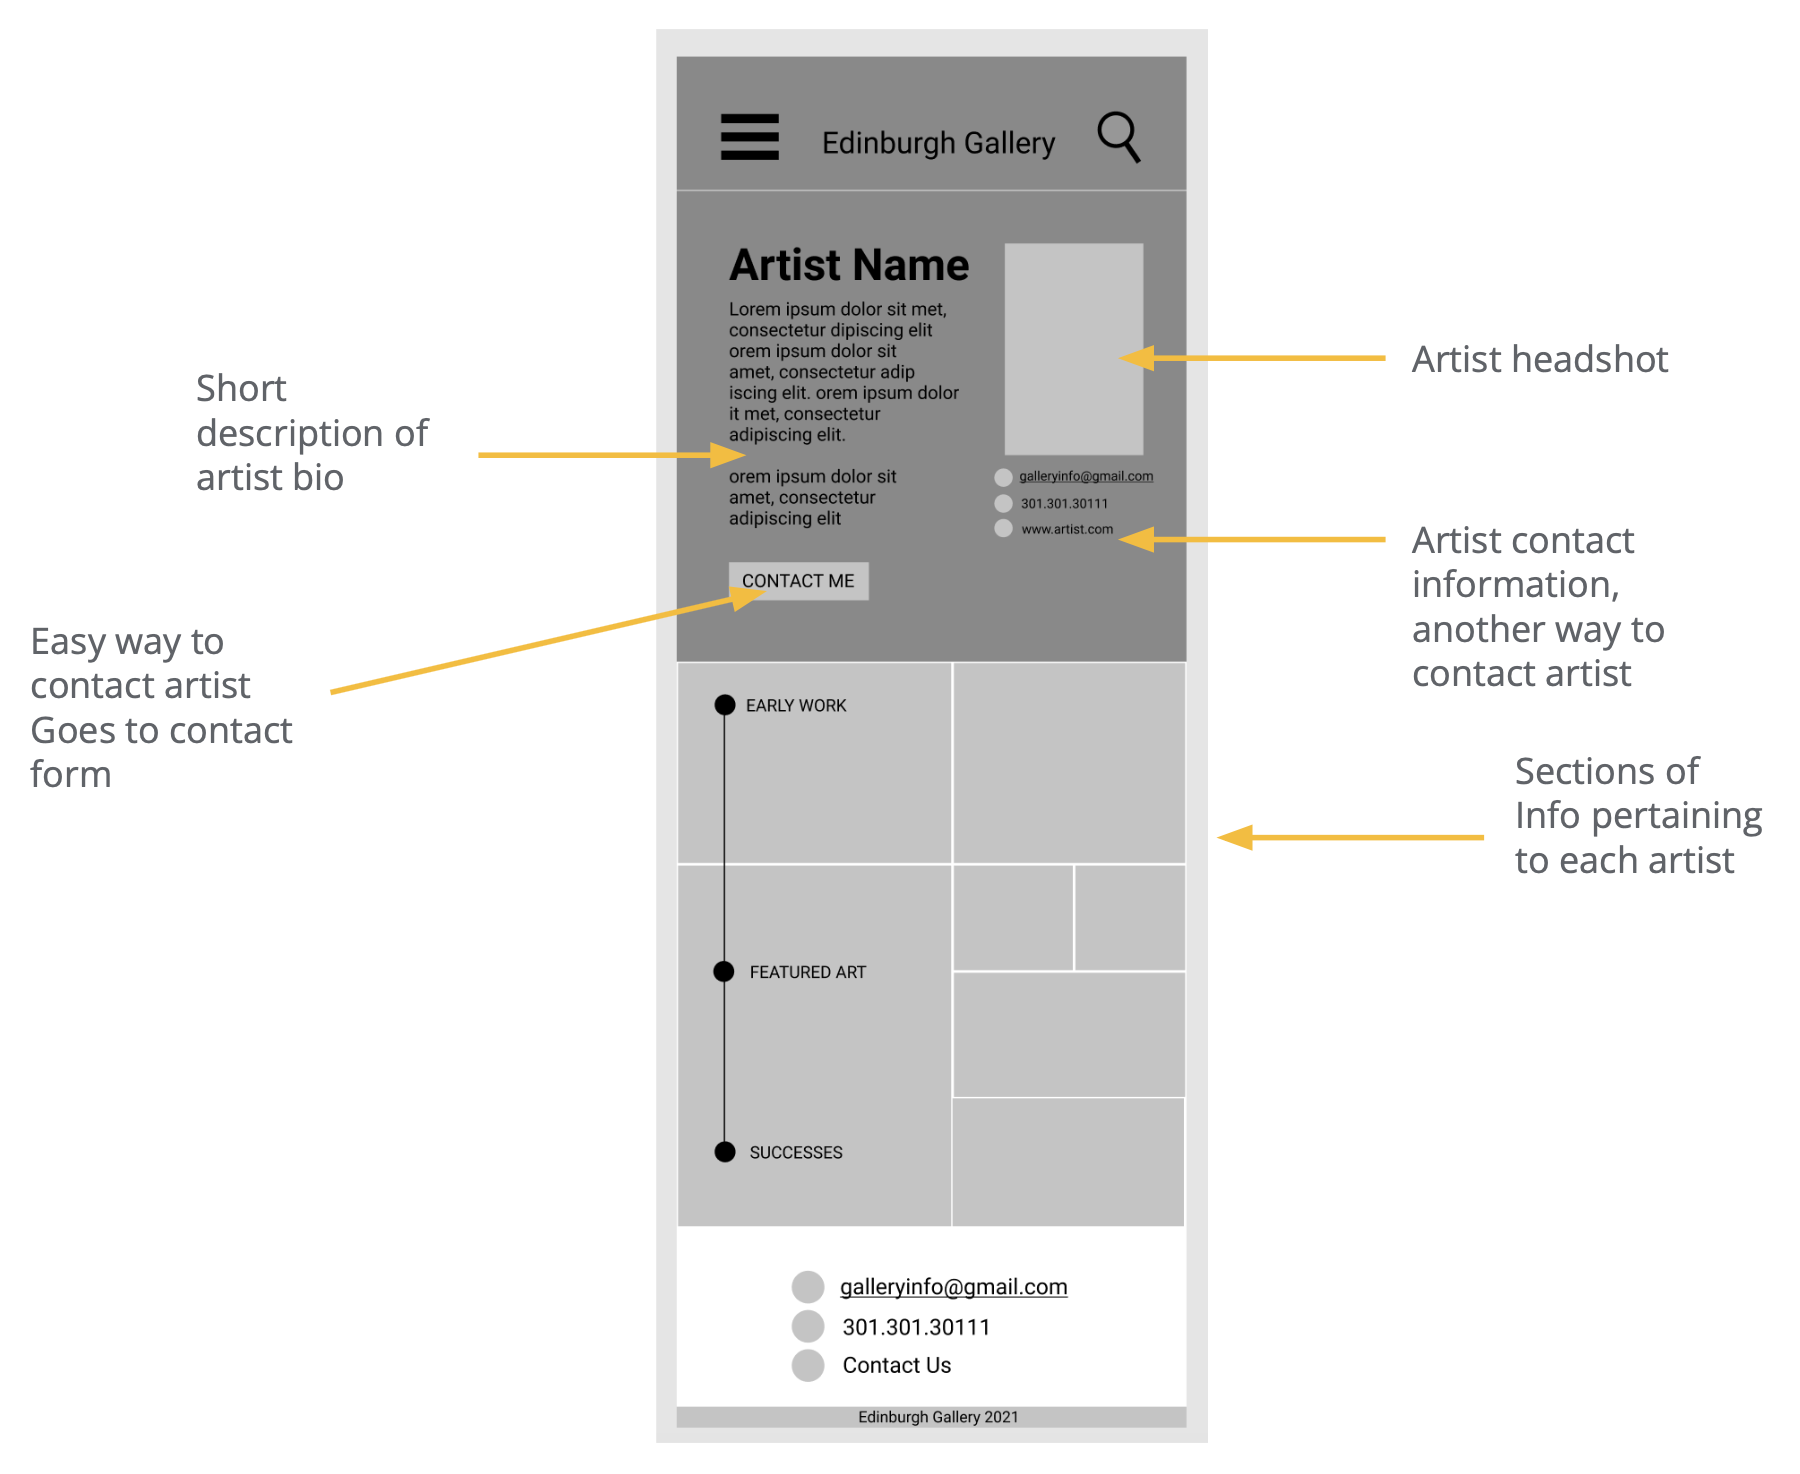 Edinburgh Gallery
Artist Name
Lorem ipsum dolor sit met,
consectetur dipiscing elit
orem ipsum dolor sit
amet, consectetur adip
iscing elit. orem ipsum dolor
it met, consectetur
adipiscing elit.
orem ipsum dolor sit
amet, consectetur
adipiscing elit
CONTACT ME
galleryinfo@gmail.com
301.301.30111
www.artist.com
Short
description of
artist bio
Easy way to
contact artist
Goes to contact
form
Artist headshot
Artist contact
information,
another way to
contact artist
Sections of
Info pertaining
to each artist
EARLY WORK
FEATURED ART
SUCCESSES
galleryinfo@gmail.com
301.301.30111
Contact Us
Edinburgh Gallery 2021